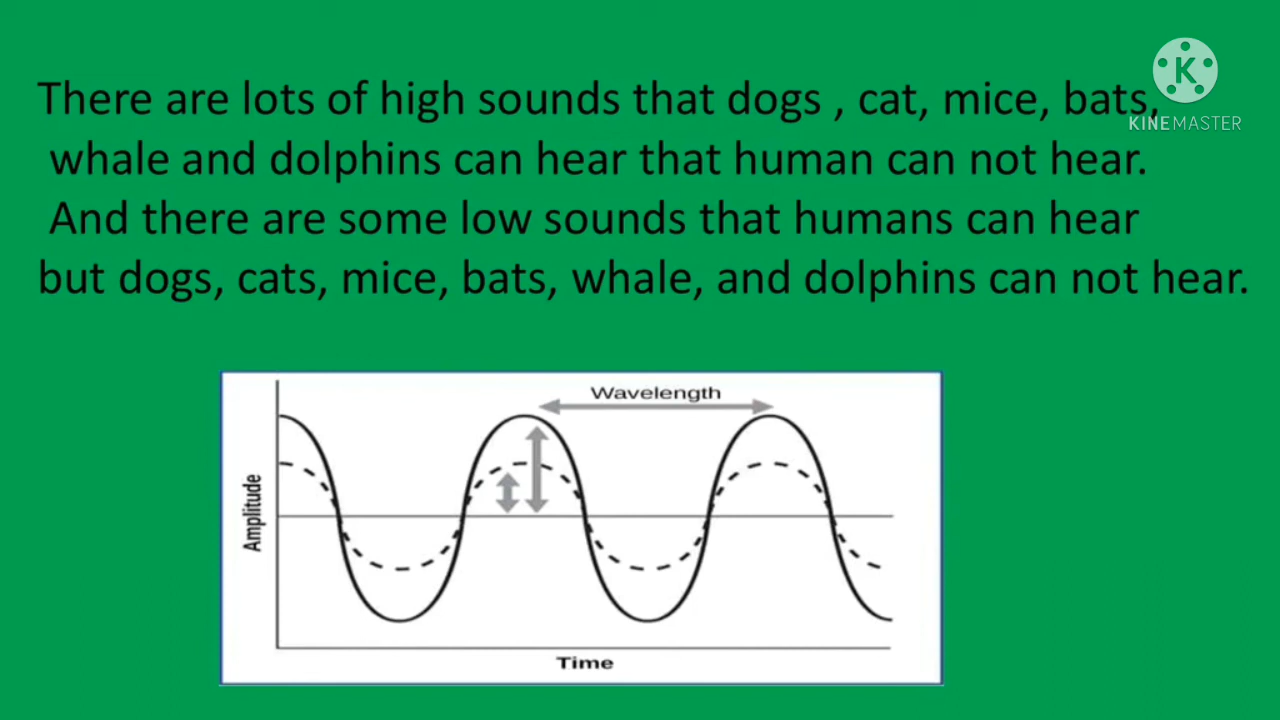 There are lots of high sounds that dogs , cat, mice, bats,
whale and dolphins can hear that human can not hear.
And there are some low sounds that humans can hear
but dogs, cats, mice, bats, whale, and dolphins can not hear.
K
KINEMASTER
Wavelength
Amplitude
Time